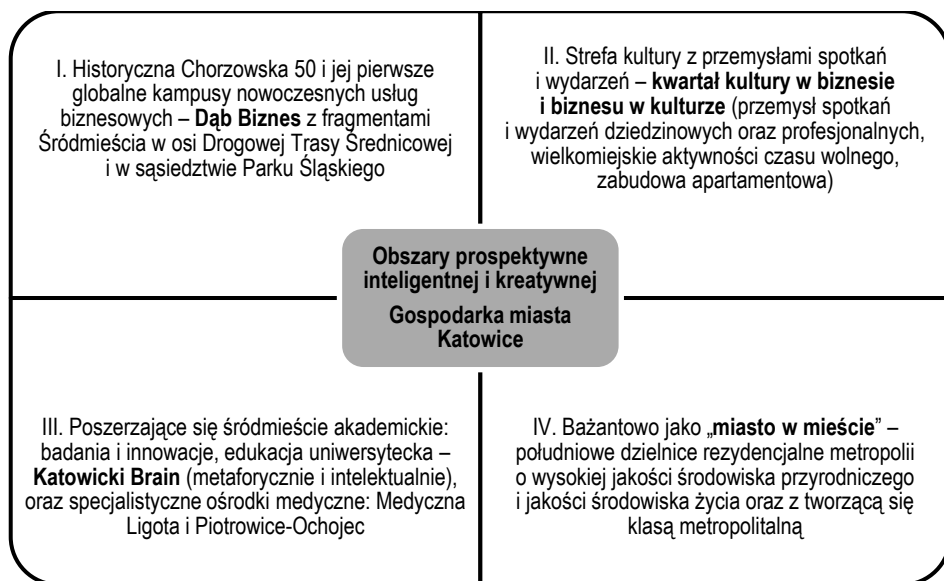 I. Historyczna Chorzowska 50 i jej pierwsze
globalne kampusy nowoczesnych usług
biznesowych – Dąb Biznes z fragmentami
Śródmieścia w osi Drogowej Trasy Średnicowej
i w sąsiedztwie Parku Śląskiego
II. Strefa kultury z przemysłami spotkań
i wydarzeń – kwartał kultury w biznesie
i biznesu w kulturze (przemysł spotkań
i wydarzeń dziedzinowych oraz profesjonalnych,
wielkomiejskie aktywności czasu wolnego,
zabudowa apartamentowa)
Obszary prospektywne
inteligentnej i kreatywnej
Gospodarka miasta
Katowice
III. Poszerzające się śródmieście akademickie:
badania i innowacje, edukacja uniwersytecka –
Katowicki Brain (metaforycznie i intelektualnie),
oraz specjalistyczne ośrodki medyczne: Medyczna
Ligota i Piotrowice-Ochojec
IV. Bażantowo jako „miasto w mieście” –
południowe dzielnice rezydencjalne metropolii
o wysokiej jakości środowiska przyrodniczego
i jakości środowiska życia oraz z tworzącą się
klasą metropolitalną